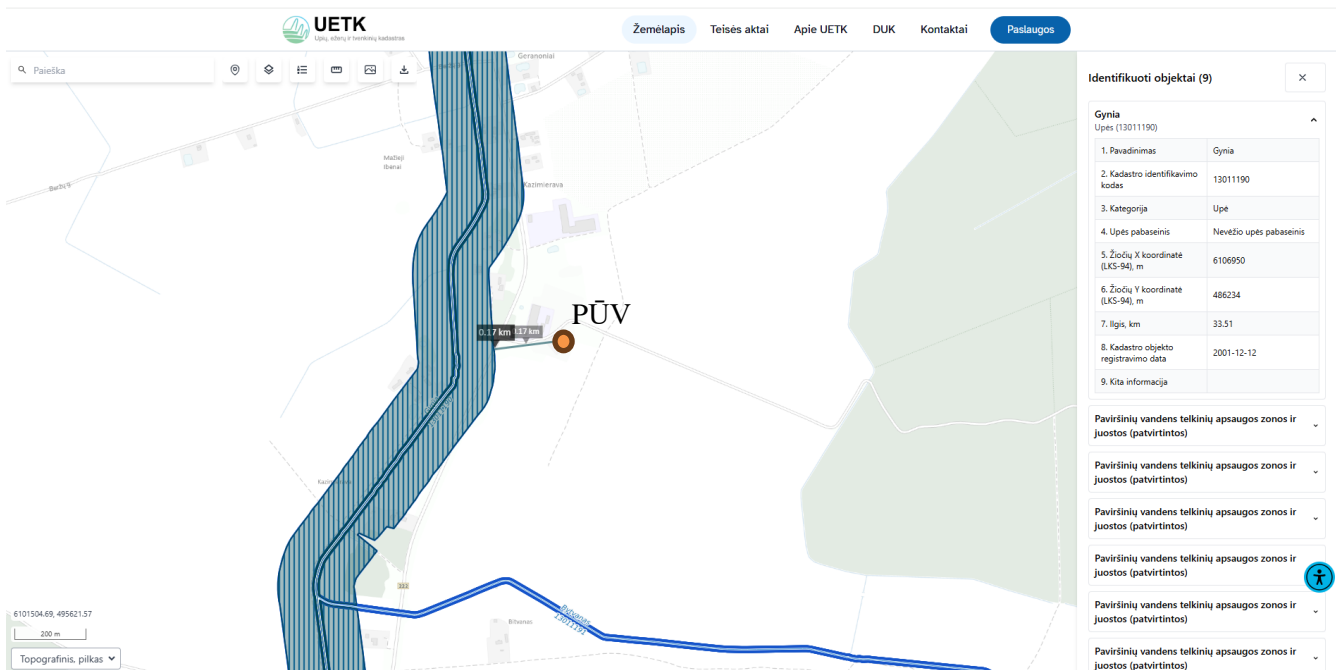 UETK
Upių, ežerų ir tvenkinių kadastras
Žemėlapis
Teisės aktai
Apie UETK
DUK
Kontaktai
Paslaugos
Paieška
Geranoniai
Mažieji
Ibėnai
Kazimierava
Baržų g.
PŪV
0.17 km
0.17 km
333
Bitvanas
Bytvanas
13011191
6101504.69, 495621.57
200 m
Topografinis, pilkas
Identifikuoti objektai (9)
Gynia
Upės (13011190)
1. Pavadinimas
Gynia
2. Kadastro identifikavimo
kodas
13011190
3. Kategorija
Upė
4. Upės pabaseinis
Nevėžio upės pabaseinis
5. Žiočių X koordinatė
(LKS-94), m
6106950
6. Žiočių Y koordinatė
(LKS-94), m
486234
7. Ilgis, km
33.51
8. Kadastro objekto
registravimo data
2001-12-12
9. Kita informacija
Paviršinių vandens telkinių apsaugos zonos ir
juostos (patvirtintos)
Paviršinių vandens telkinių apsaugos zonos ir
juostos (patvirtintos)
Paviršinių vandens telkinių apsaugos zonos ir
juostos (patvirtintos)
Paviršinių vandens telkinių apsaugos zonos ir
juostos (patvirtintos)
Paviršinių vandens telkinių apsaugos zonos ir
juostos (patvirtintos)
Paviršinių vandens telkinių apsaugos zonos ir
juostos (patvirtintos)